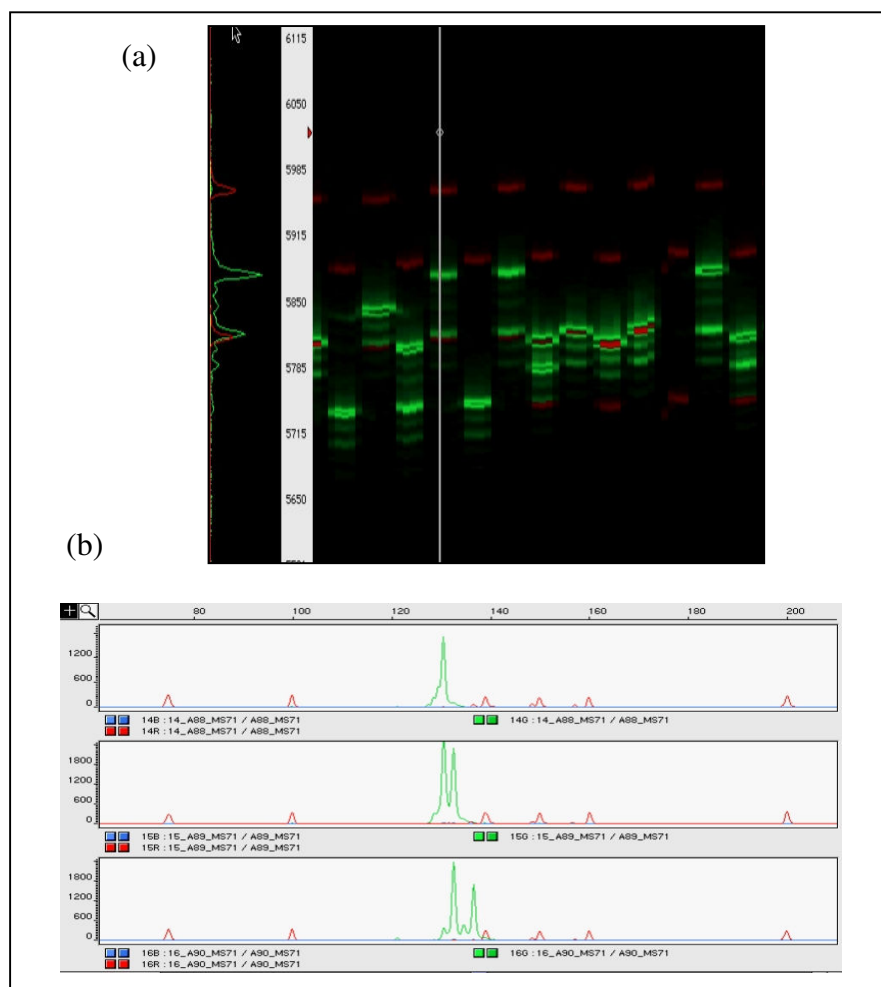 (a)
6115
6050
5985
5915
5850
5785
5715
5650
(b)
80 100 120 140 160 180 200
1200
600
0
14B : 14_A88_MS71 / A88_MS71 14G : 14_A88_MS71 / A88_MS71
14R : 14_A88_MS71 / A88_MS71
1800
1200
600
0
15B : 15_A89_MS71 / A89_MS71 15G : 15_A89_MS71 / A89_MS71
15R : 15_A89_MS71 / A89_MS71
1800
1200
600
0
16B : 16_A90_MS71 / A90_MS71 16G : 16_A90_MS71 / A90_MS71
16R : 16_A90_MS71 / A90_MS71